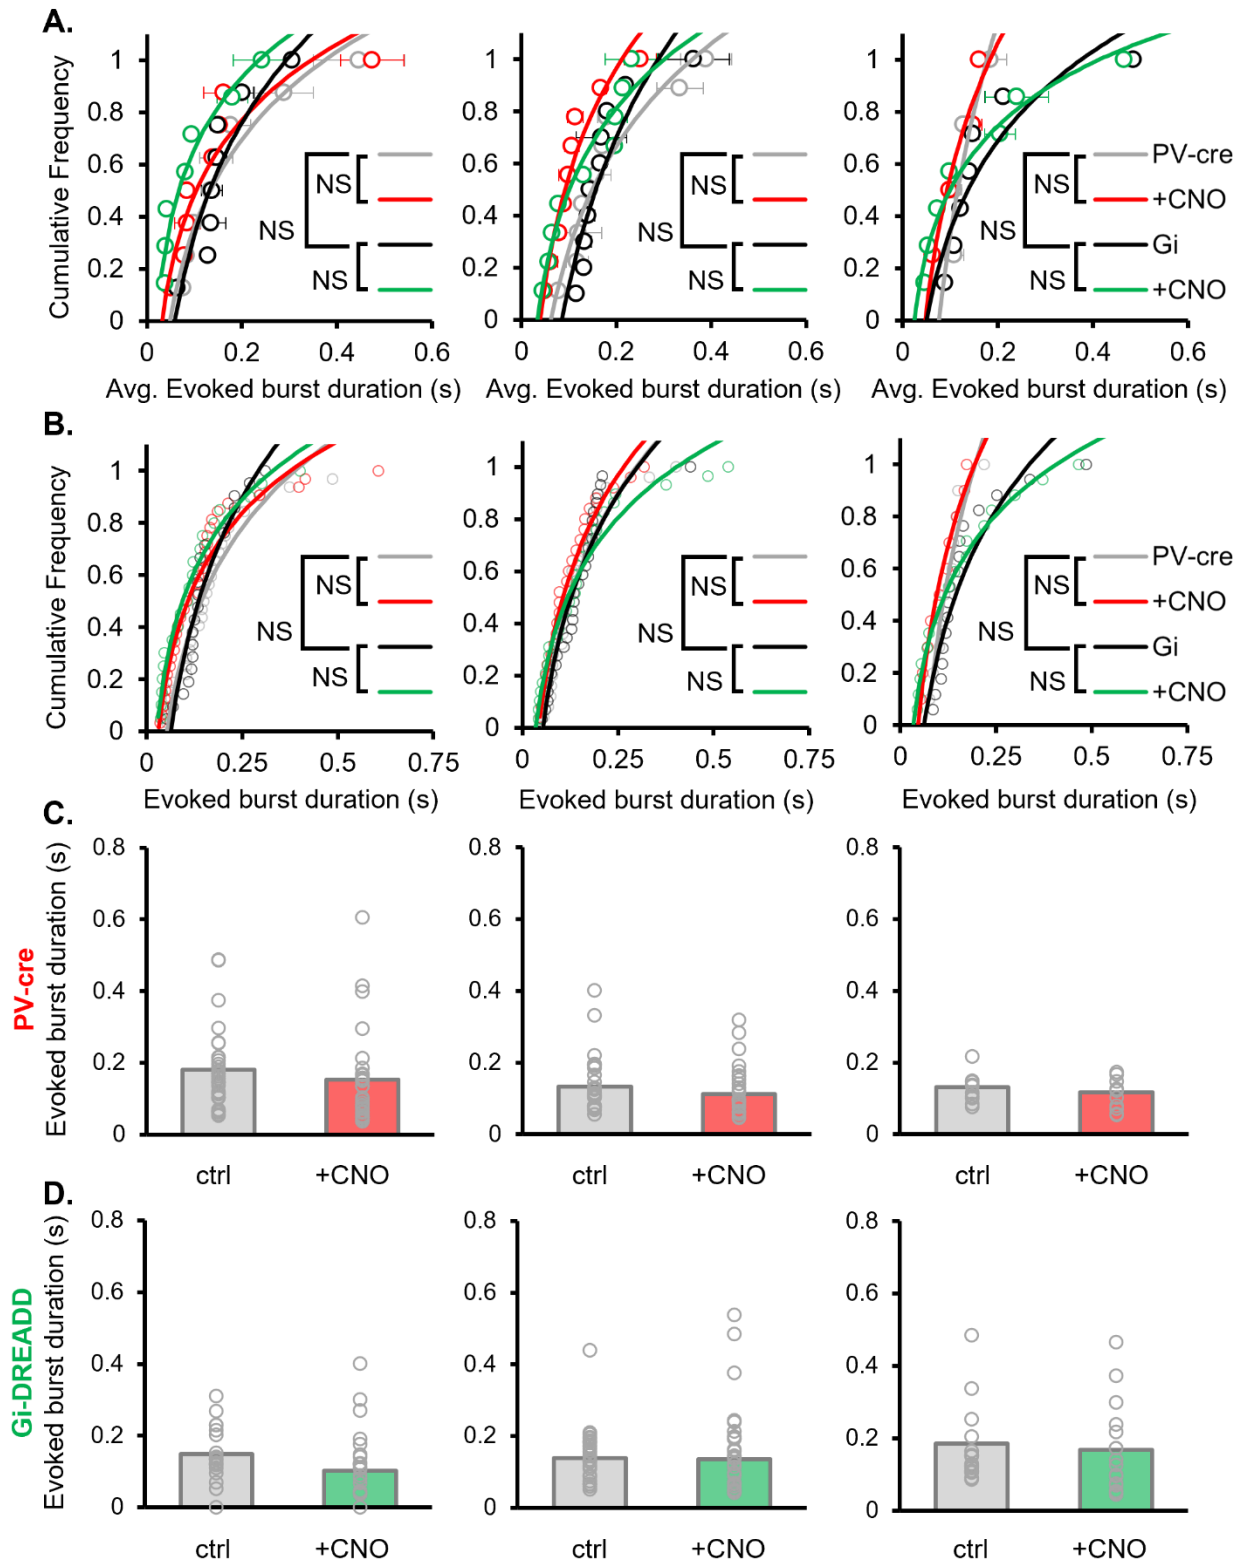 A.
Cumulative Frequency
1
0.8
0.6
0.4
0.2
0
0 0.2 0.4 0.6
Avg. Evoked burst duration (s)
NS
NS
NS
1
0.8
0.6
0.4
0.2
0
0 0.2 0.4 0.6
Avg. Evoked burst duration (s)
NS
NS
NS
1
0.8
0.6
0.4
0.2
0
0 0.2 0.4 0.6
Avg. Evoked burst duration (s)
NS
NS
NS
PV-cre
+CNO
Gi
+CNO
B.
Cumulative Frequency
1
0.8
0.6
0.4
0.2
0
0 0.25 0.5 0.75
Evoked burst duration (s)
NS
NS
NS
1
0.8
0.6
0.4
0.2
0
0 0.25 0.5 0.75
Evoked burst duration (s)
NS
NS
NS
1
0.8
0.6
0.4
0.2
0
0 0.25 0.5 0.75
Evoked burst duration (s)
NS
NS
NS
PV-cre
+CNO
Gi
+CNO
C.
PV-cre
Evoked burst duration (s)
0.8
0.6
0.4
0.2
0
ctrl +CNO
0.8
0.6
0.4
0.2
0
ctrl +CNO
0.8
0.6
0.4
0.2
0
ctrl +CNO
D.
Gi-DREADD
Evoked burst duration (s)
0.8
0.6
0.4
0.2
0
ctrl +CNO
0.8
0.6
0.4
0.2
0
ctrl +CNO
0.8
0.6
0.4
0.2
0
ctrl +CNO